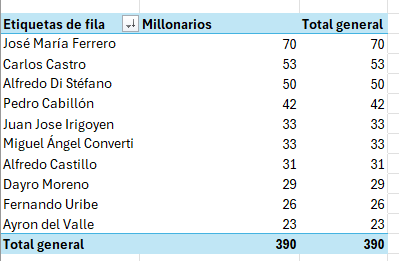 Etiquetas de fila Millonarios Total general
José María Ferrero 70 70
Carlos Castro 53 53
Alfredo Di Stéfano 50 50
Pedro Cabillón 42 42
Juan Jose Irigoyen 33 33
Miguel Ángel Converti 33 33
Alfredo Castillo 31 31
Dayro Moreno 29 29
Fernando Uribe 26 26
Ayron del Valle 23 23
Total general 390 390